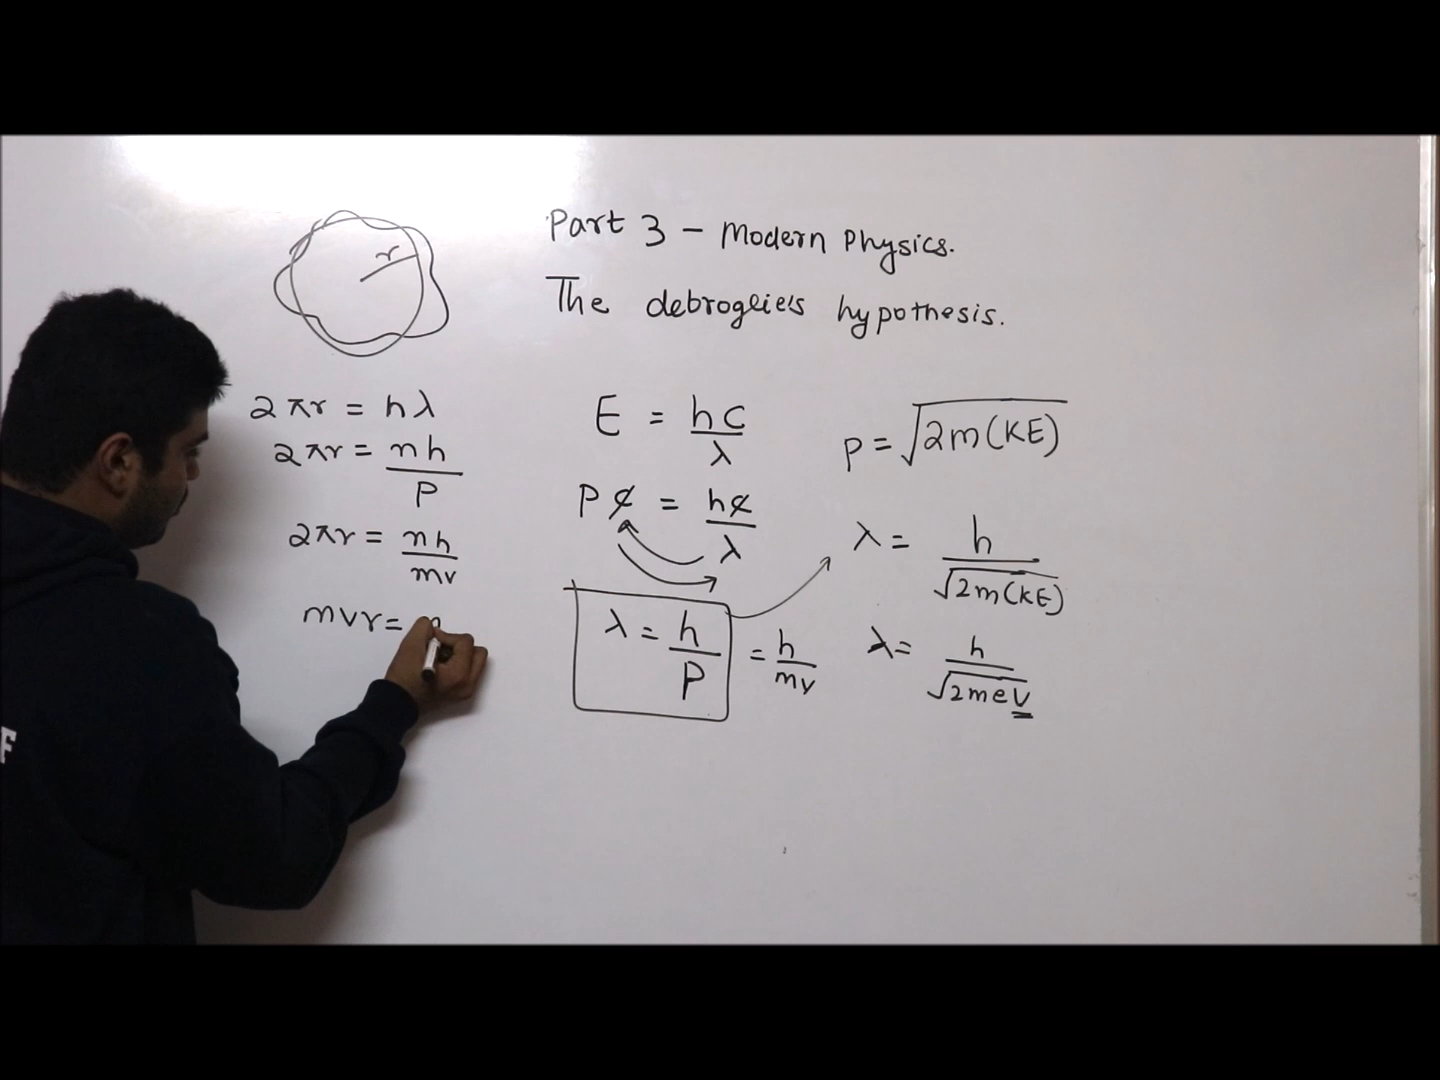 Part 3 - Modern Physics.
The debroglie's hypothesis.
r
2πr = nλ
2πr = nh/P
2πr = nh/mv
mvr =
E = hc/λ
Pc = hc/λ
λ = h/P = h/mv
P = √2m(KE)
λ = h/√2m(KE)
λ = h/√2meV
F